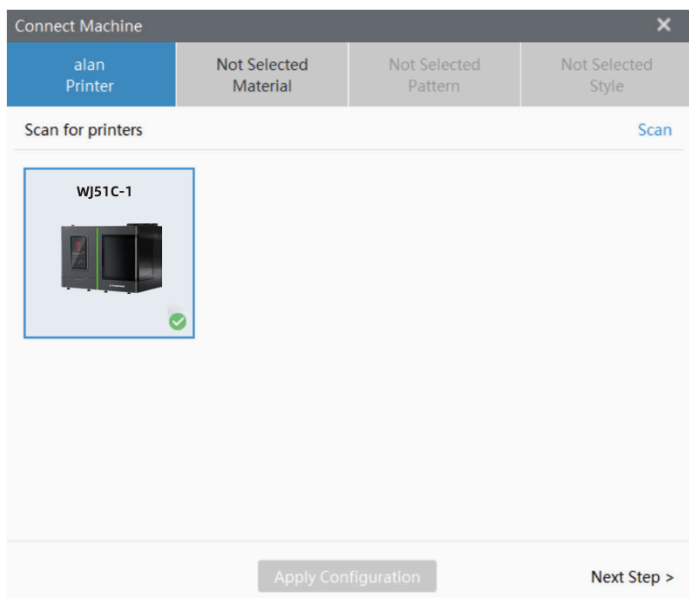 Connect Machine
alan
Printer
Not Selected
Material
Not Selected
Pattern
Not Selected
Style
Scan for printers
Scan
WJ51C-1
Apply Configuration
Next Step >